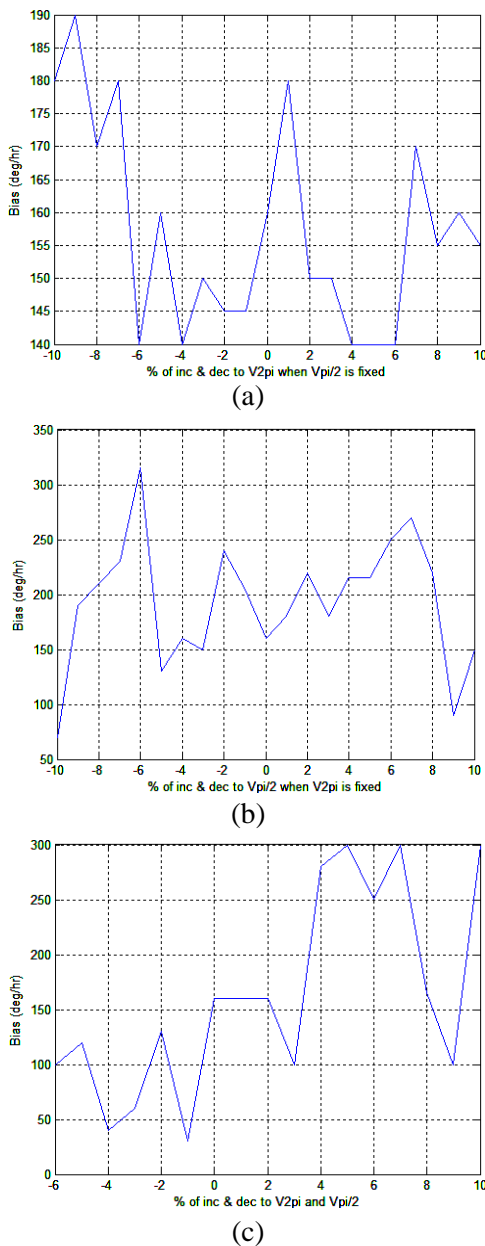 190
185
180
175
170
165
160
155
150
145
140
Bias (deg/hr)
-10 -8 -6 -4 -2 0 2 4 6 8 10
% of inc & dec to V2pi when Vpi/2 is fixed
(a)
350
300
250
200
150
100
50
Bias (deg/hr)
-10 -8 -6 -4 -2 0 2 4 6 8 10
% of inc & dec to Vpi/2 when V2pi is fixed
(b)
300
250
200
150
100
50
0
Bias (deg/hr)
-6 -4 -2 0 2 4 6 8 10
% of inc & dec to V2pi and Vpi/2
(c)